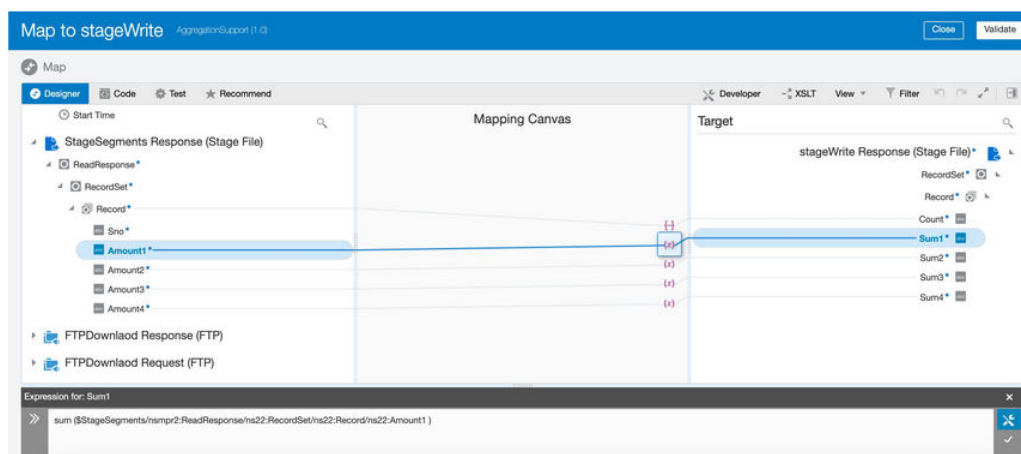 Map to stageWrite AggregationSupport (1.0) Close Validate
Map
Designer Code Test Recommend Developer XSLT View Filter
Start Time
Mapping Canvas
Target
StageSegments Response (Stage File)
stageWrite Response (Stage File)*
ReadResponse*
RecordSet*
RecordSet*
Record*
Record*
Count*
Sno*
Amount1*
{x}
Sum1*
Amount2*
{x}
Sum2*
Amount3*
Sum3*
Amount4*
{x}
Sum4*
FTPDownlaod Response (FTP)
FTPDownlaod Request (FTP)
Expression for: Sum1
sum ($StageSegments/nsmpr2:ReadResponse/ns22:RecordSet/ns22:Record/ns22:Amount1 )